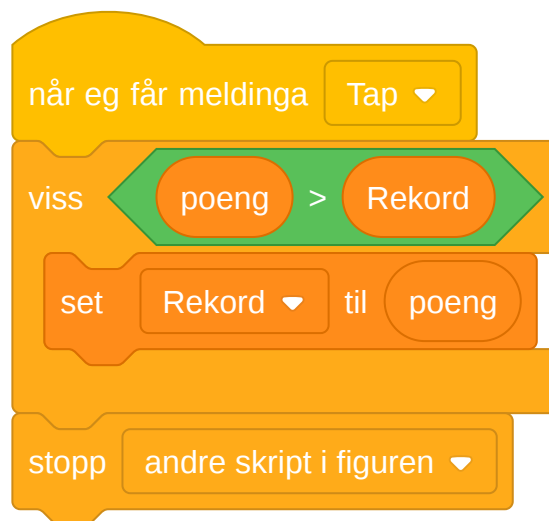 når eg får meldinga Tap
viss poeng > Rekord
set Rekord til poeng
stopp andre skript i figuren